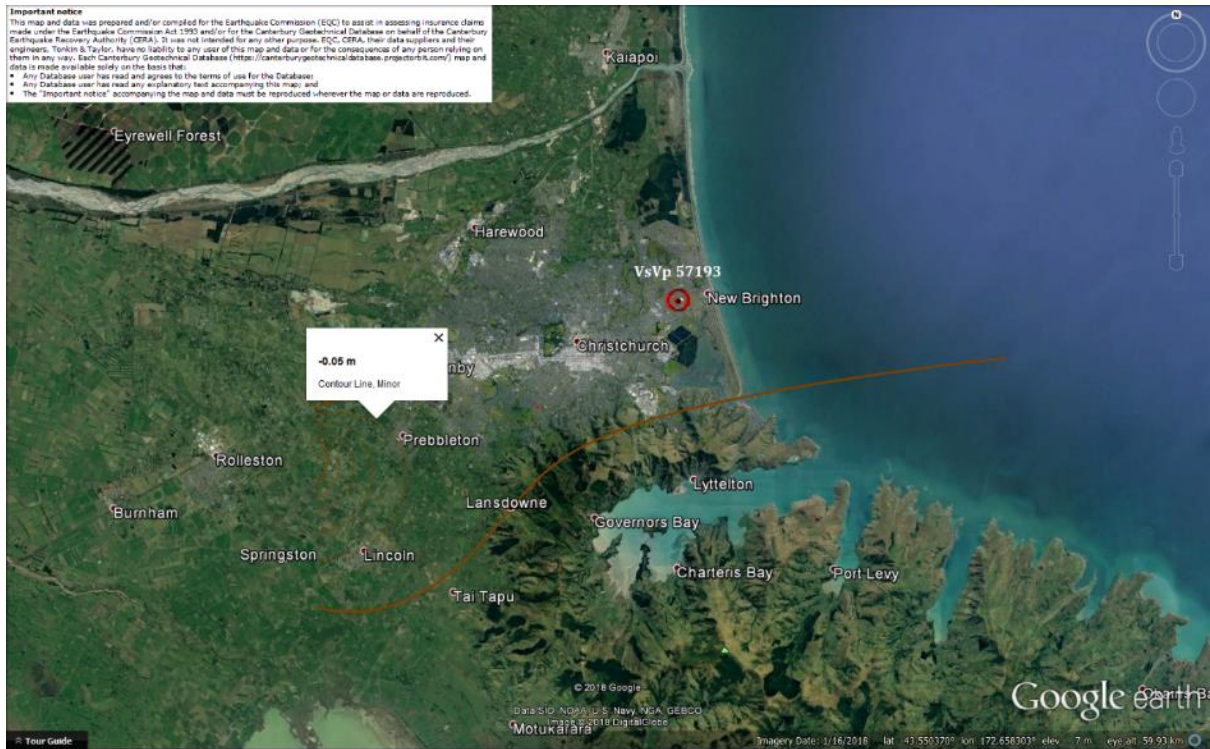 Important notice
This map and data was prepared and/or compiled for the Earthquake Commission (EQC) to assist in assessing insurance claims
made under the Earthquake Commission Act 1993 and/or for the Canterbury Geotechnical Database on behalf of the Canterbury
Earthquake Recovery Authority (CERA). It was not intended for any other purpose. EQC, CERA, their data suppliers and their
engineers, Tonkin & Taylor, have no liability to any user of this map and data or for the consequences of any person relying on
them in any way. Each Canterbury Geotechnical Database (https://canterburygeotechnicaldatabase.projectorbit.com/) map and
data is made available solely on the basis that:
• Any Database user has read and agrees to the terms of use for the Database;
• Any Database user has read any explanatory text accompanying this map; and
• The "Important notice" accompanying the map and data must be reproduced wherever the map or data are reproduced.
N
Kaiapoi
Eyrewell Forest
Harewood
VsVp 57193
New Brighton
-0.05 m
Contour Line, Minor
Christchurch
nby
Prebbleton
Rolleston
Lyttelton
Lansdowne
Burnham
Governors Bay
Springston
Lincoln
Charteris Bay
Port Levy
Tai Tapu
© 2018 Google
Data SIO, NOAA, U.S. Navy, NGA, GEBCO
Image © 2018 DigitalGlobe
Motukarara
Google earth
Tour Guide
Imagery Date: 1/16/2018 lat -43.550370° lon 172.658303° elev 7 m eye alt 59.93 km